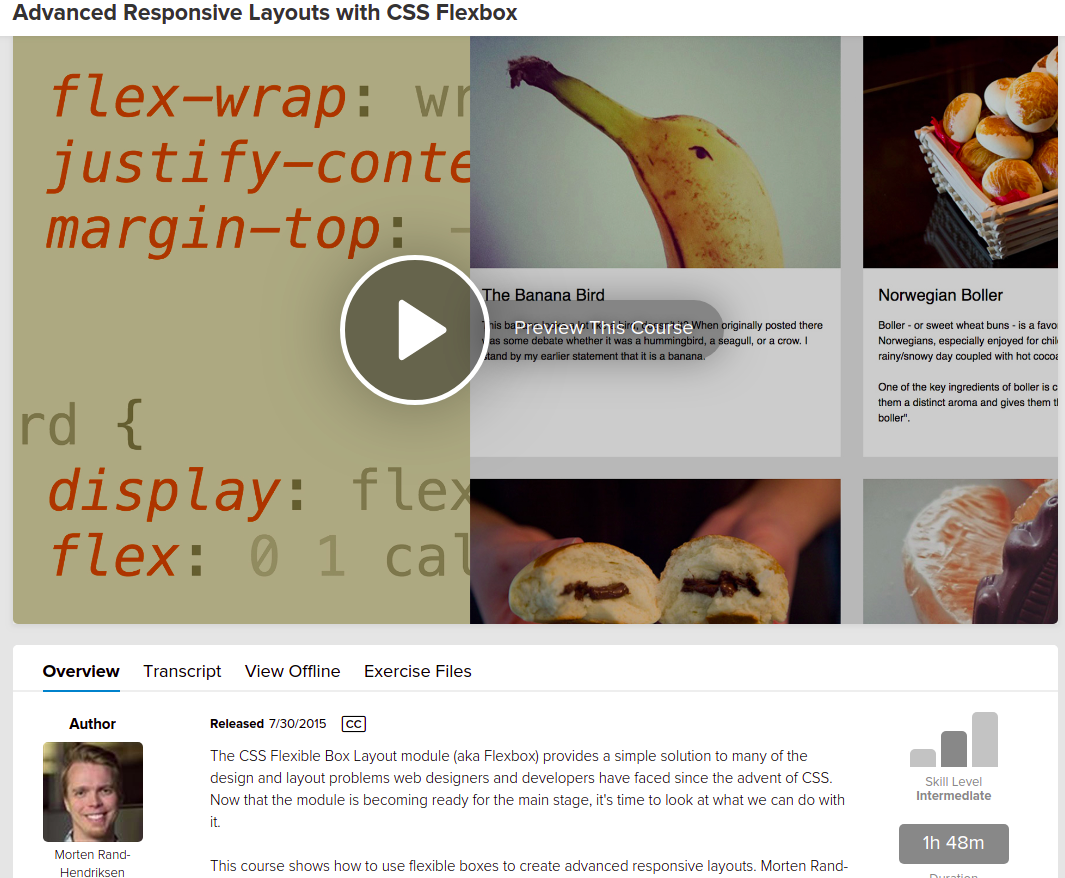 Advanced Responsive Layouts with CSS Flexbox
flex-wrap: wr
justify-conte
margin-top: -
rd {
display: flex
flex: 0 1 cal
The Banana Bird
This banana looks a lot like a bird, doesn't it? When originally posted there
was some debate whether it was a hummingbird, a seagull, or a crow. I
stand by my earlier statement that it is a banana.
Preview This Course
Norwegian Boller
Boller - or sweet wheat buns - is a favo
Norwegians, especially enjoyed for chil
rainy/snowy day coupled with hot cocoa
One of the key ingredients of boller is c
them a distinct aroma and gives them th
boller".
Overview Transcript View Offline Exercise Files
Author
Morten Rand-
Hendriksen
Released 7/30/2015 CC
The CSS Flexible Box Layout module (aka Flexbox) provides a simple solution to many of the
design and layout problems web designers and developers have faced since the advent of CSS.
Now that the module is becoming ready for the main stage, it's time to look at what we can do with
it.
This course shows how to use flexible boxes to create advanced responsive layouts. Morten Rand-
Skill Level
Intermediate
1h 48m
Duration